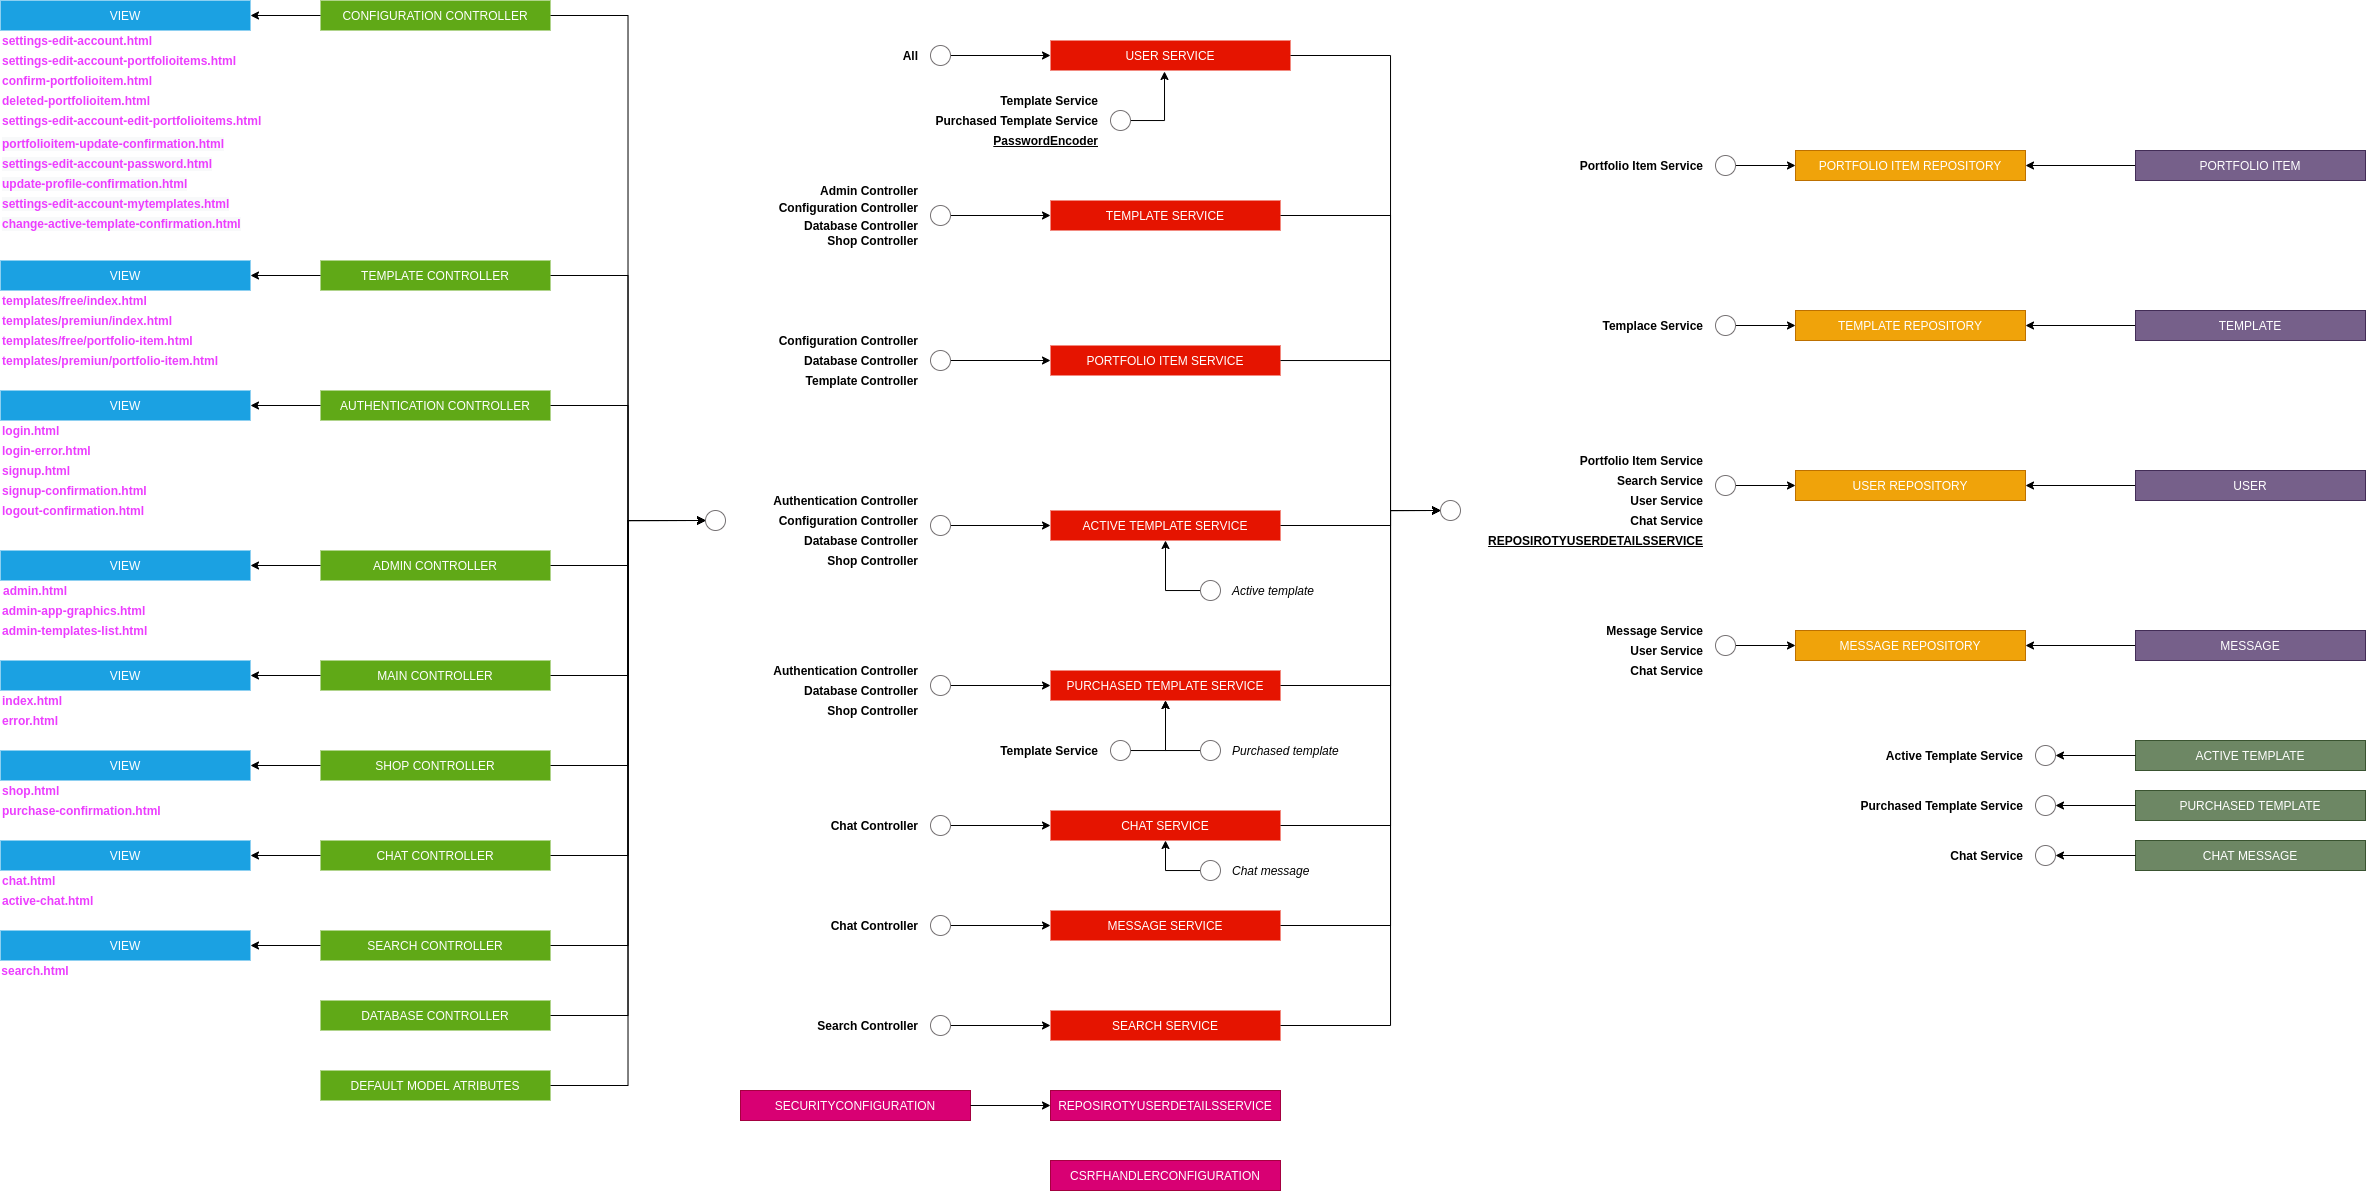 VIEW
CONFIGURATION CONTROLLER
settings-edit-account.html
settings-edit-account-portfolioitems.html
confirm-portfolioitem.html
deleted-portfolioitem.html
settings-edit-account-edit-portfolioitems.html
portfolioitem-update-confirmation.html
settings-edit-account-password.html
update-profile-confirmation.html
settings-edit-account-mytemplates.html
change-active-template-confirmation.html
VIEW
TEMPLATE CONTROLLER
templates/free/index.html
templates/premiun/index.html
templates/free/portfolio-item.html
templates/premiun/portfolio-item.html
VIEW
AUTHENTICATION CONTROLLER
login.html
login-error.html
signup.html
signup-confirmation.html
logout-confirmation.html
VIEW
ADMIN CONTROLLER
admin.html
admin-app-graphics.html
admin-templates-list.html
VIEW
MAIN CONTROLLER
index.html
error.html
VIEW
SHOP CONTROLLER
shop.html
purchase-confirmation.html
VIEW
CHAT CONTROLLER
chat.html
active-chat.html
VIEW
SEARCH CONTROLLER
search.html
DATABASE CONTROLLER
DEFAULT MODEL ATRIBUTES
All
USER SERVICE
Template Service
Purchased Template Service
PasswordEncoder
Admin Controller
Configuration Controller
Database Controller
Shop Controller
TEMPLATE SERVICE
Configuration Controller
Database Controller
Template Controller
PORTFOLIO ITEM SERVICE
Authentication Controller
Configuration Controller
Database Controller
Shop Controller
ACTIVE TEMPLATE SERVICE
Active template
Authentication Controller
Database Controller
Shop Controller
PURCHASED TEMPLATE SERVICE
Template Service
Purchased template
Chat Controller
CHAT SERVICE
Chat message
Chat Controller
MESSAGE SERVICE
Search Controller
SEARCH SERVICE
SECURITYCONFIGURATION
REPOSIROTYUSERDETAILSSERVICE
CSRFHANDLERCONFIGURATION
Portfolio Item Service
PORTFOLIO ITEM REPOSITORY
PORTFOLIO ITEM
Templace Service
TEMPLATE REPOSITORY
TEMPLATE
Portfolio Item Service
Search Service
User Service
Chat Service
REPOSIROTYUSERDETAILSSERVICE
USER REPOSITORY
USER
Message Service
User Service
Chat Service
MESSAGE REPOSITORY
MESSAGE
Active Template Service
ACTIVE TEMPLATE
Purchased Template Service
PURCHASED TEMPLATE
Chat Service
CHAT MESSAGE